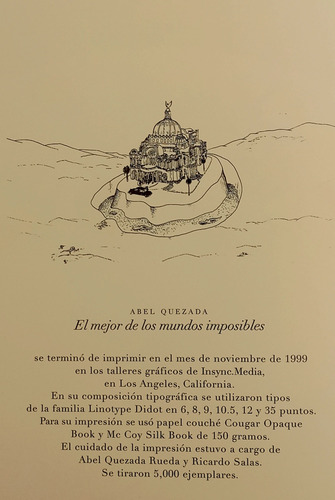 ABEL QUEZADA
El mejor de los mundos imposibles
se terminó de imprimir en el mes de noviembre de 1999
en los talleres gráficos de Insync.Media,
en Los Angeles, California.
En su composición tipográfica se utilizaron tipos
de la familia Linotype Didot en 6, 8, 9, 10.5, 12 y 35 puntos.
Para su impresión se usó papel couché Cougar Opaque
Book y Mc Coy Silk Book de 150 gramos.
El cuidado de la impresión estuvo a cargo de
Abel Quezada Rueda y Ricardo Salas.
Se tiraron 5,000 ejemplares.